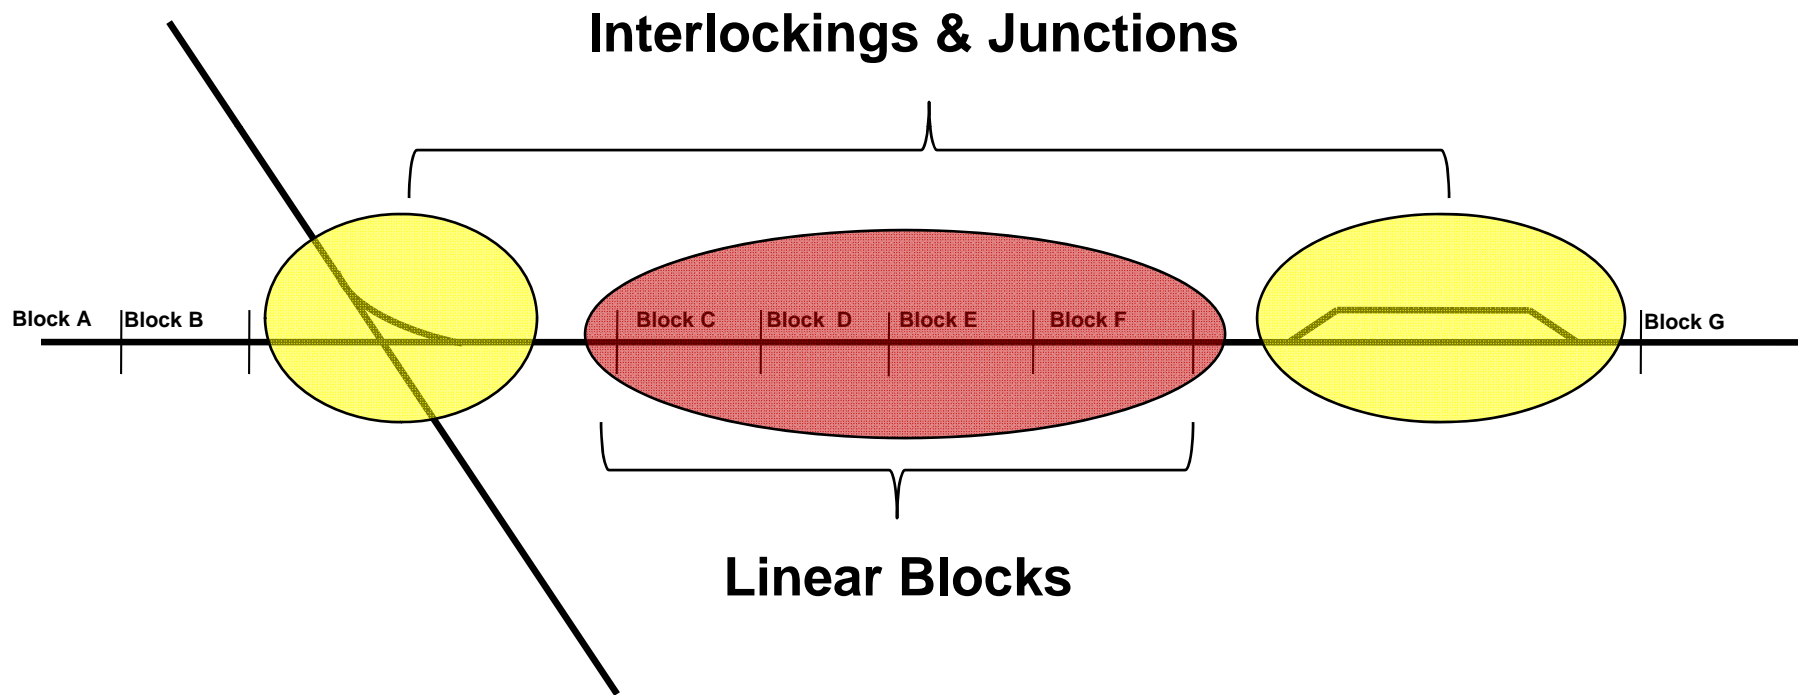 Interlockings & Junctions
Block A
Block B
Block C
Block D
Block E
Block F
Block G
Linear Blocks